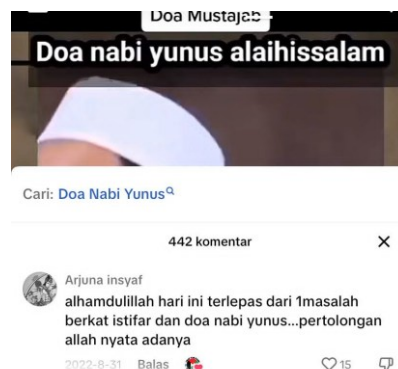 Doa Mustajab
Doa nabi yunus alaihissalam
Cari: Doa Nabi Yunus
442 komentar
Arjuna insyaf
alhamdulillah hari ini terlepas dari 1masalah
berkat istifar dan doa nabi yunus...pertolongan
allah nyata adanya
2022-8-31 Balas
15